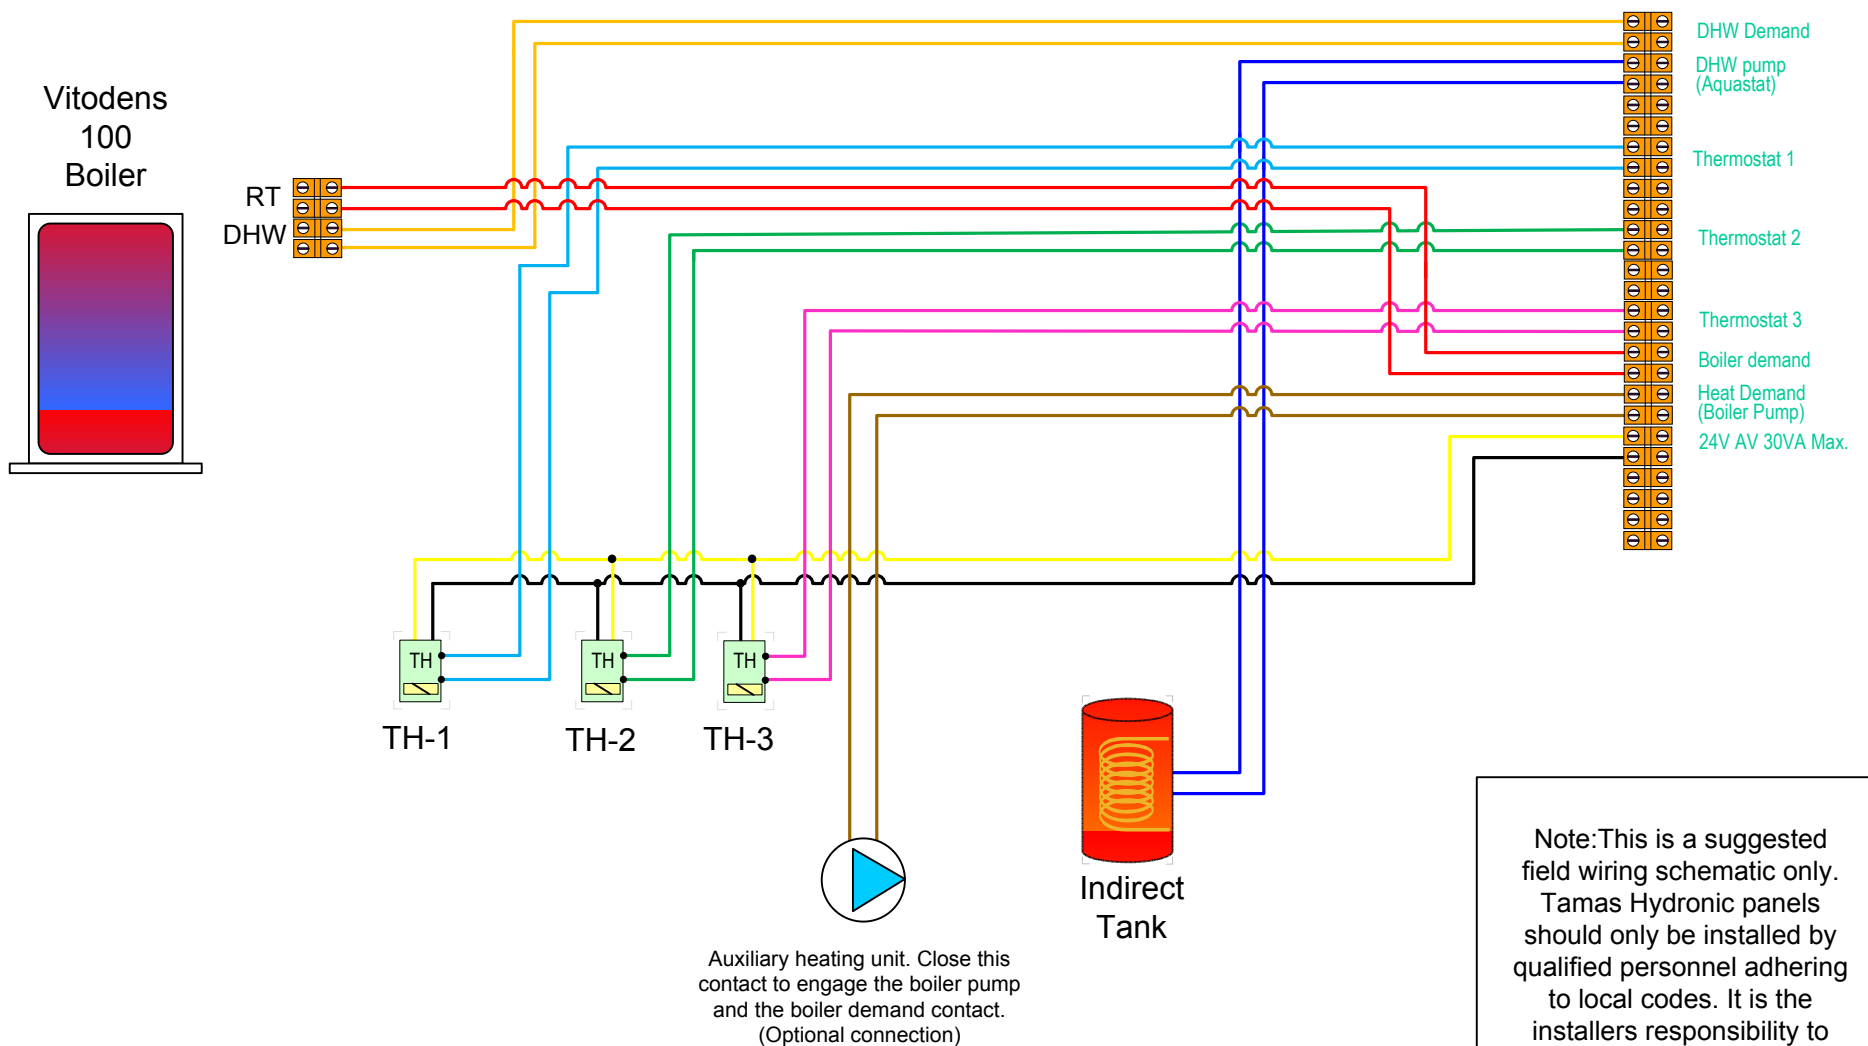 Vitodens
100
Boiler
RT
DHW
DHW Demand
DHW pump
(Aquastat)
Thermostat 1
Thermostat 2
Thermostat 3
Boiler demand
Heat Demand
(Boiler Pump)
24V AV 30VA Max.
TH
TH
TH
TH-1
TH-2
TH-3
Indirect
Tank
Auxiliary heating unit. Close this
contact to engage the boiler pump
and the boiler demand contact.
(Optional connection)
Note:This is a suggested
field wiring schematic only.
Tamas Hydronic panels
should only be installed by
qualified personnel adhering
to local codes. It is the
installers responsibility to